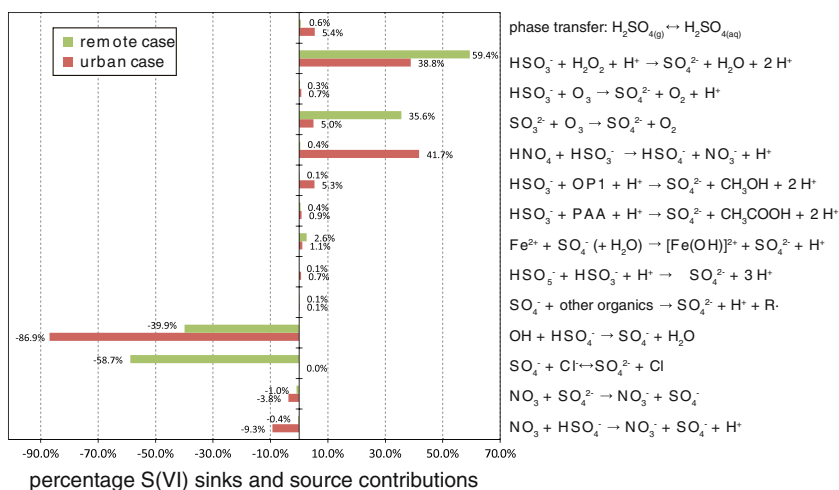 remote case
urban case
0.6%
5.4%
phase transfer: H₂SO₄₍g₎↔ H₂SO₄₍aq₎
59.4%
38.8%
HSO₃⁻ + H₂O₂ + H⁺ → SO₄²⁻ + H₂O + 2 H⁺
0.3%
0.7%
HSO₃⁻ + O₃ → SO₄²⁻ + O₂ + H⁺
35.6%
5.0%
SO₃²⁻ + O₃ → SO₄²⁻ + O₂
0.4%
41.7%
HNO₄ + HSO₃⁻ → HSO₄⁻ + NO₃⁻ + H⁺
0.1%
5.3%
HSO₃⁻ + OP1 + H⁺ → SO₄²⁻ + CH₃OH + 2 H⁺
0.4%
0.9%
HSO₃⁻ + PAA + H⁺ → SO₄²⁻ + CH₃COOH + 2 H⁺
2.6%
1.1%
Fe²⁺ + SO₄⁻ (+ H₂O) → [Fe(OH)]²⁺ + SO₄⁻ + H⁺
0.1%
0.7%
HSO₅⁻ + HSO₃⁻ + H⁺ → SO₄²⁻ + 3 H⁺
0.1%
0.1%
SO₄⁻ + other organics → SO₄²⁻ + H⁺ + R·
-39.9%
-86.9%
OH + HSO₄⁻ → SO₄⁻ + H₂O
-58.7%
0.0%
SO₄⁻ + Cl⁻↔SO₄²⁻ + Cl
-1.0%
-3.8%
NO₃ + SO₄²⁻ → NO₃⁻ + SO₄⁻
-0.4%
-9.3%
NO₃ + HSO₄⁻ → NO₃⁻ + SO₄⁻ + H⁺
-90.0% -70.0% -50.0% -30.0% -10.0% 10.0% 30.0% 50.0% 70.0%
percentage S(VI) sinks and source contributions